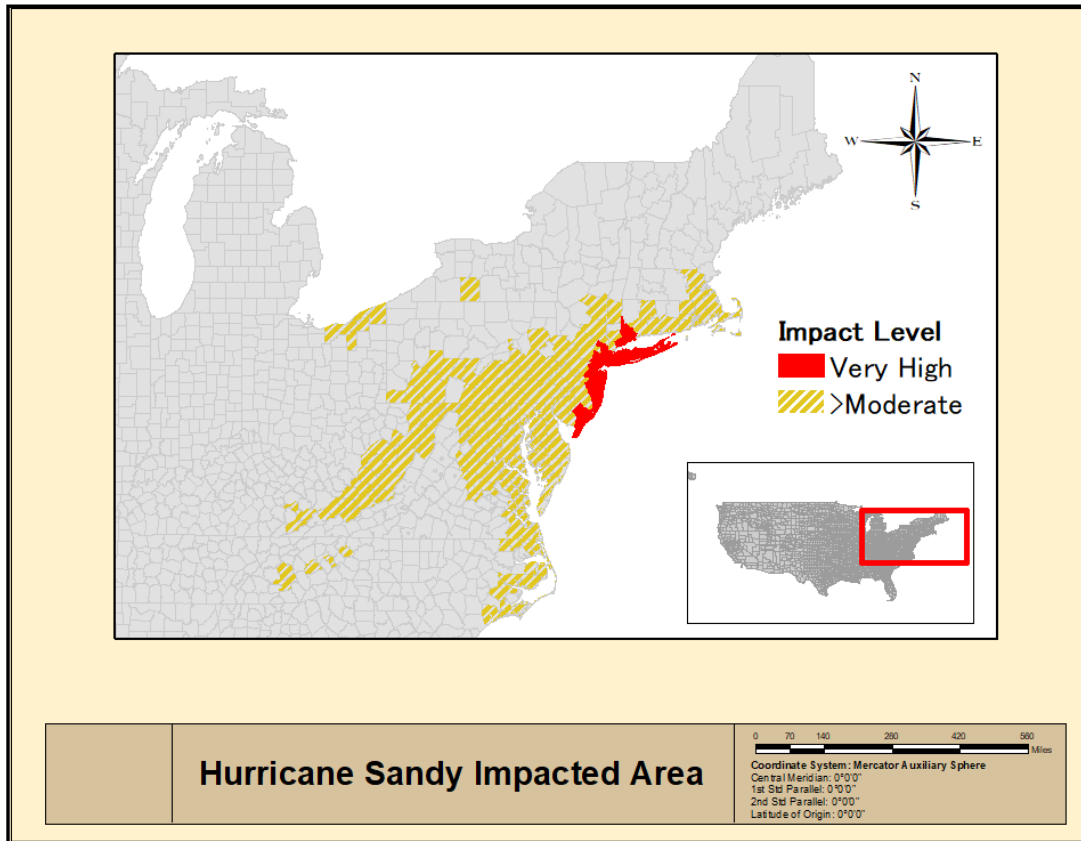 N
W
E
S
Impact Level
Very High
>Moderate
Hurricane Sandy Impacted Area
0 70 140 280 420 560
Miles
Coordinate System: Mercator Auxiliary Sphere
Central Meridian: 0°0'0"
1st Std Parallel: 0°0'0"
2nd Std Parallel: 0°0'0"
Latitude of Origin: 0°0'0"